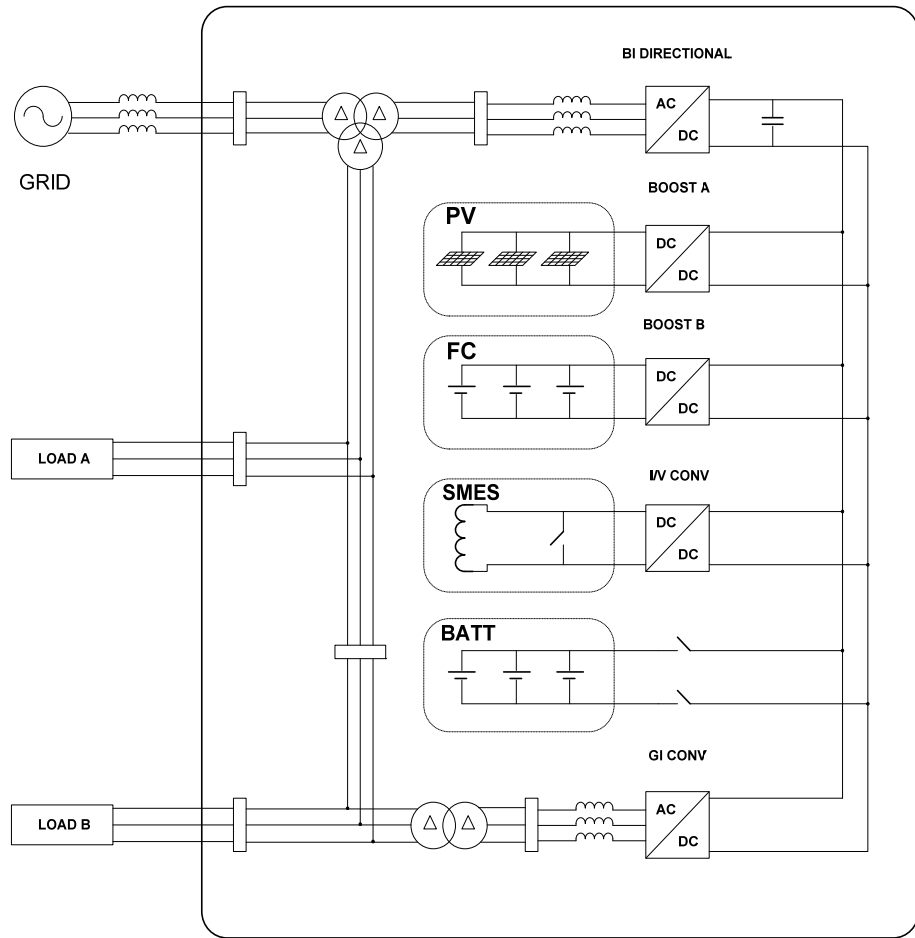 BI DIRECTIONAL
AC
DC
GRID
BOOST A
PV
DC
DC
BOOST B
FC
DC
DC
LOAD A
I/V CONV
SMES
DC
DC
BATT
GI CONV
LOAD B
AC
DC